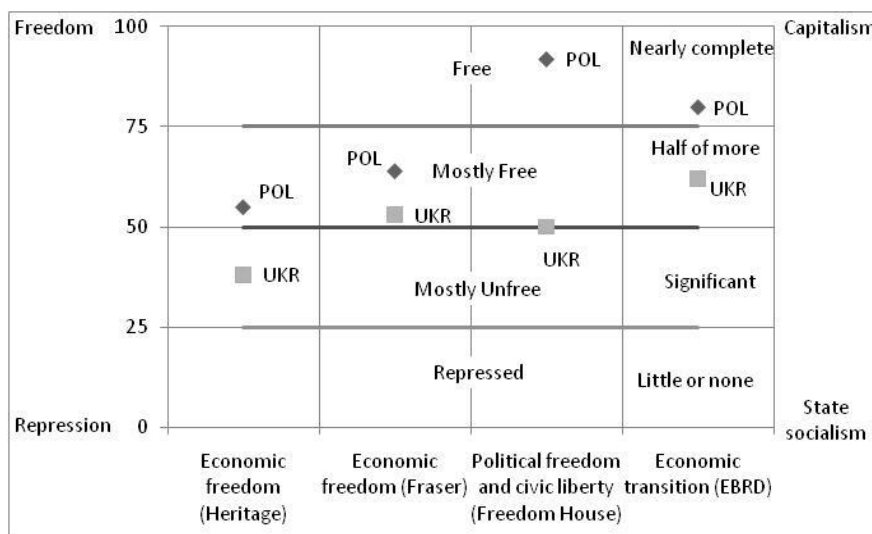 Freedom
100
Capitalism
Nearly complete
Free
POL
POL
75
Half of more
POL
Mostly Free
UKR
POL
UKR
50
UKR
UKR
Significant
Mostly Unfree
25
Repressed
Little or none
Repression
0
State
socialism
Economic
freedom
(Heritage)
Economic
freedom (Fraser)
Political freedom
and civic liberty
(Freedom House)
Economic
transition (EBRD)